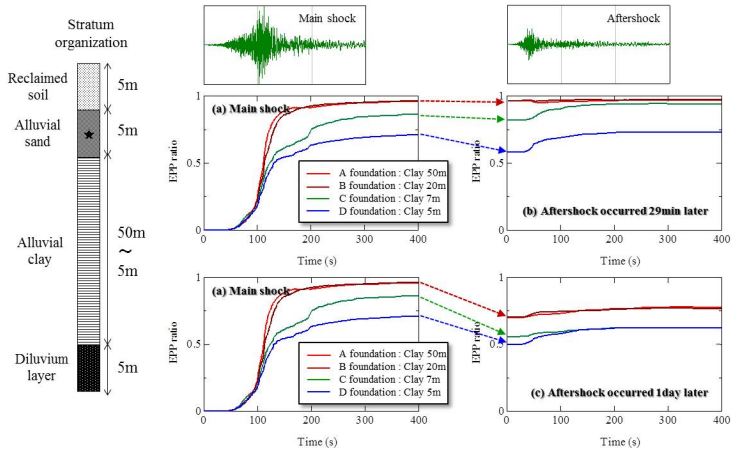 Stratum
organization
Reclaimed
soil
5m
Alluvial
sand
5m
Alluvial
clay
50m
~
5m
Diluvium
layer
5m
Main shock
Aftershock
(a) Main shock
EPP ratio
1
0.5
0
0 100 200 300 400
Time (s)
A foundation : Clay 50m
B foundation : Clay 20m
C foundation : Clay 7m
D foundation : Clay 5m
EPP ratio
1
0.5
0
0 100 200 300 400
Time (s)
(b) Aftershock occurred 29min later
(a) Main shock
EPP ratio
1
0.5
0
0 100 200 300 400
Time (s)
A foundation : Clay 50m
B foundation : Clay 20m
C foundation : Clay 7m
D foundation : Clay 5m
EPP ratio
1
0.5
0
0 100 200 300 400
Time (s)
(c) Aftershock occurred 1day later